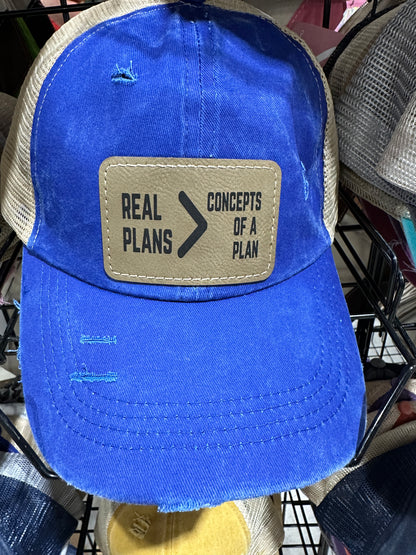 REAL
PLANS
>
CONCEPTS
OF A
PLAN